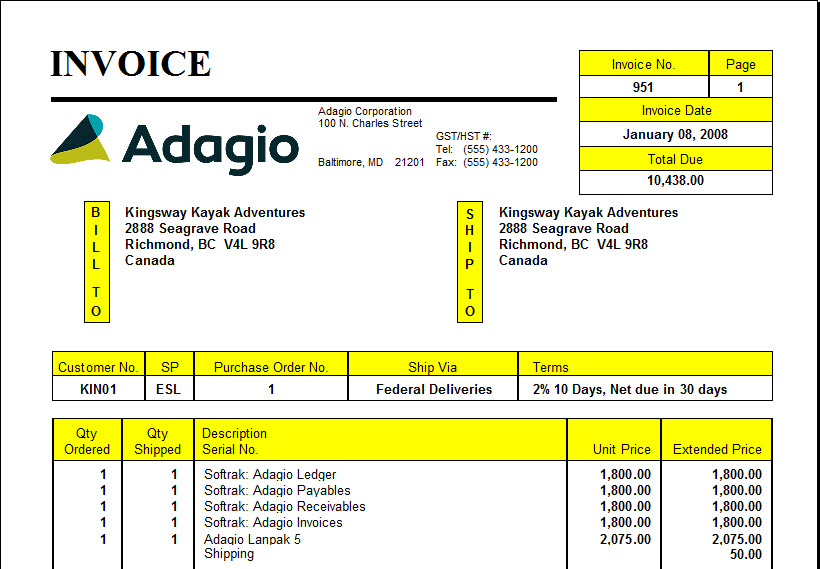 INVOICE
Invoice No. Page
951 1
Invoice Date
January 08, 2008
Total Due
10,438.00
Adagio
Adagio Corporation
100 N. Charles Street
GST/HST #:
Tel: (555) 433-1200
Baltimore, MD 21201 Fax: (555) 433-1200
BILL TO
Kingsway Kayak Adventures
2888 Seagrave Road
Richmond, BC V4L 9R8
Canada
SHIP TO
Kingsway Kayak Adventures
2888 Seagrave Road
Richmond, BC V4L 9R8
Canada
Customer No. SP Purchase Order No. Ship Via Terms
KIN01 ESL 1 Federal Deliveries 2% 10 Days, Net due in 30 days
Qty Qty Description
Ordered Shipped Serial No. Unit Price Extended Price
1 1 Softrak: Adagio Ledger 1,800.00 1,800.00
1 1 Softrak: Adagio Payables 1,800.00 1,800.00
1 1 Softrak: Adagio Receivables 1,800.00 1,800.00
1 1 Softrak: Adagio Invoices 1,800.00 1,800.00
1 1 Adagio Lanpak 5 2,075.00 2,075.00
Shipping 50.00